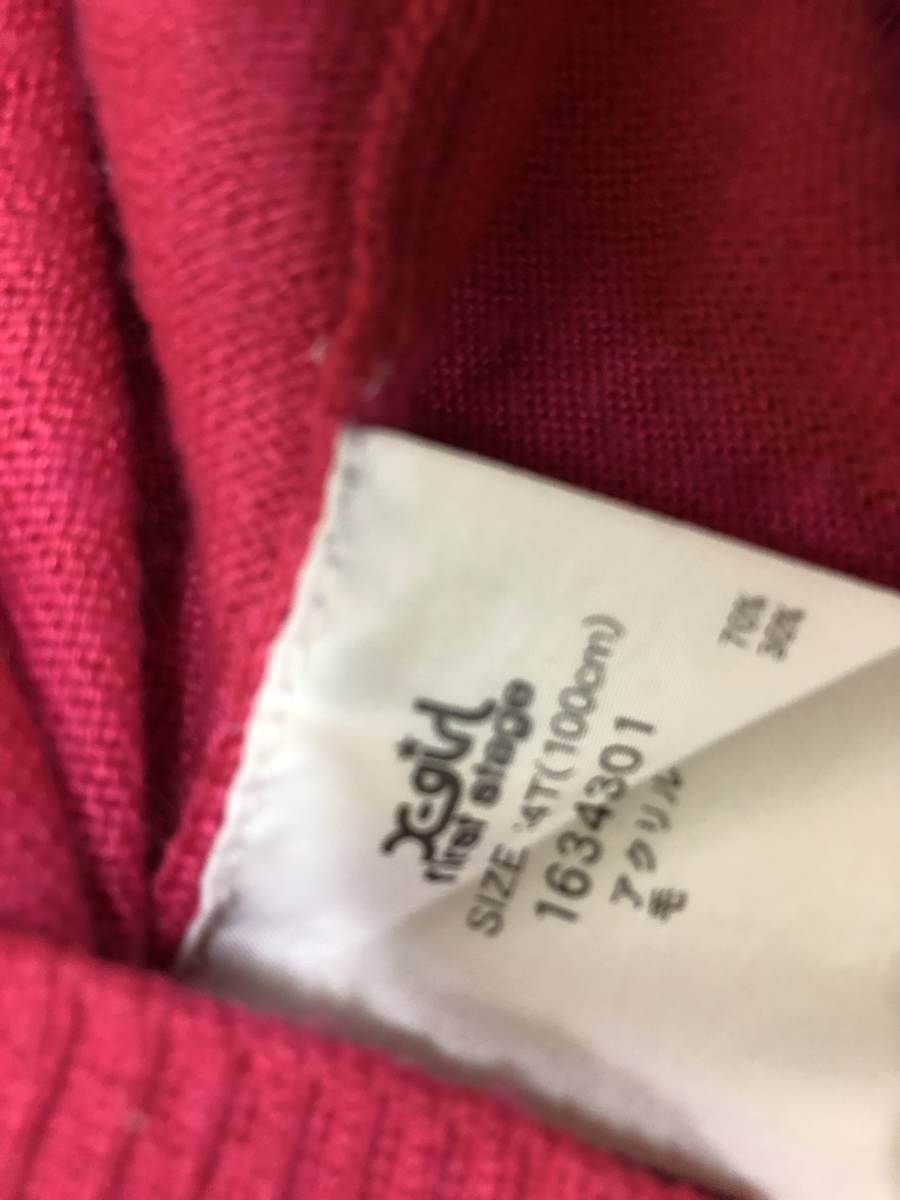 X-girl
first stage
SIZE :4T(100cm)
1634301
アクリル 70%
毛 30%